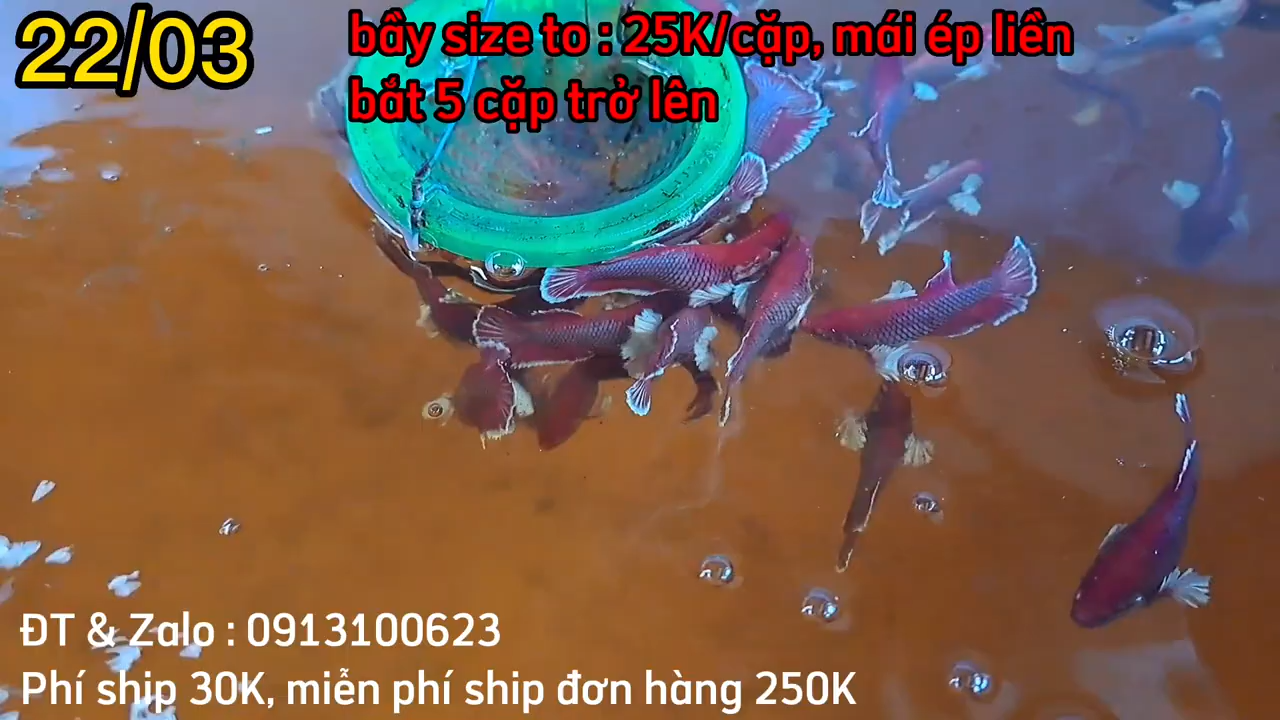 22/03
bầy size to : 25K/cặp, mái ép liền
bắt 5 cặp trở lên
ĐT & Zalo : 0913100623
Phí ship 30K, miễn phí ship đơn hàng 250K